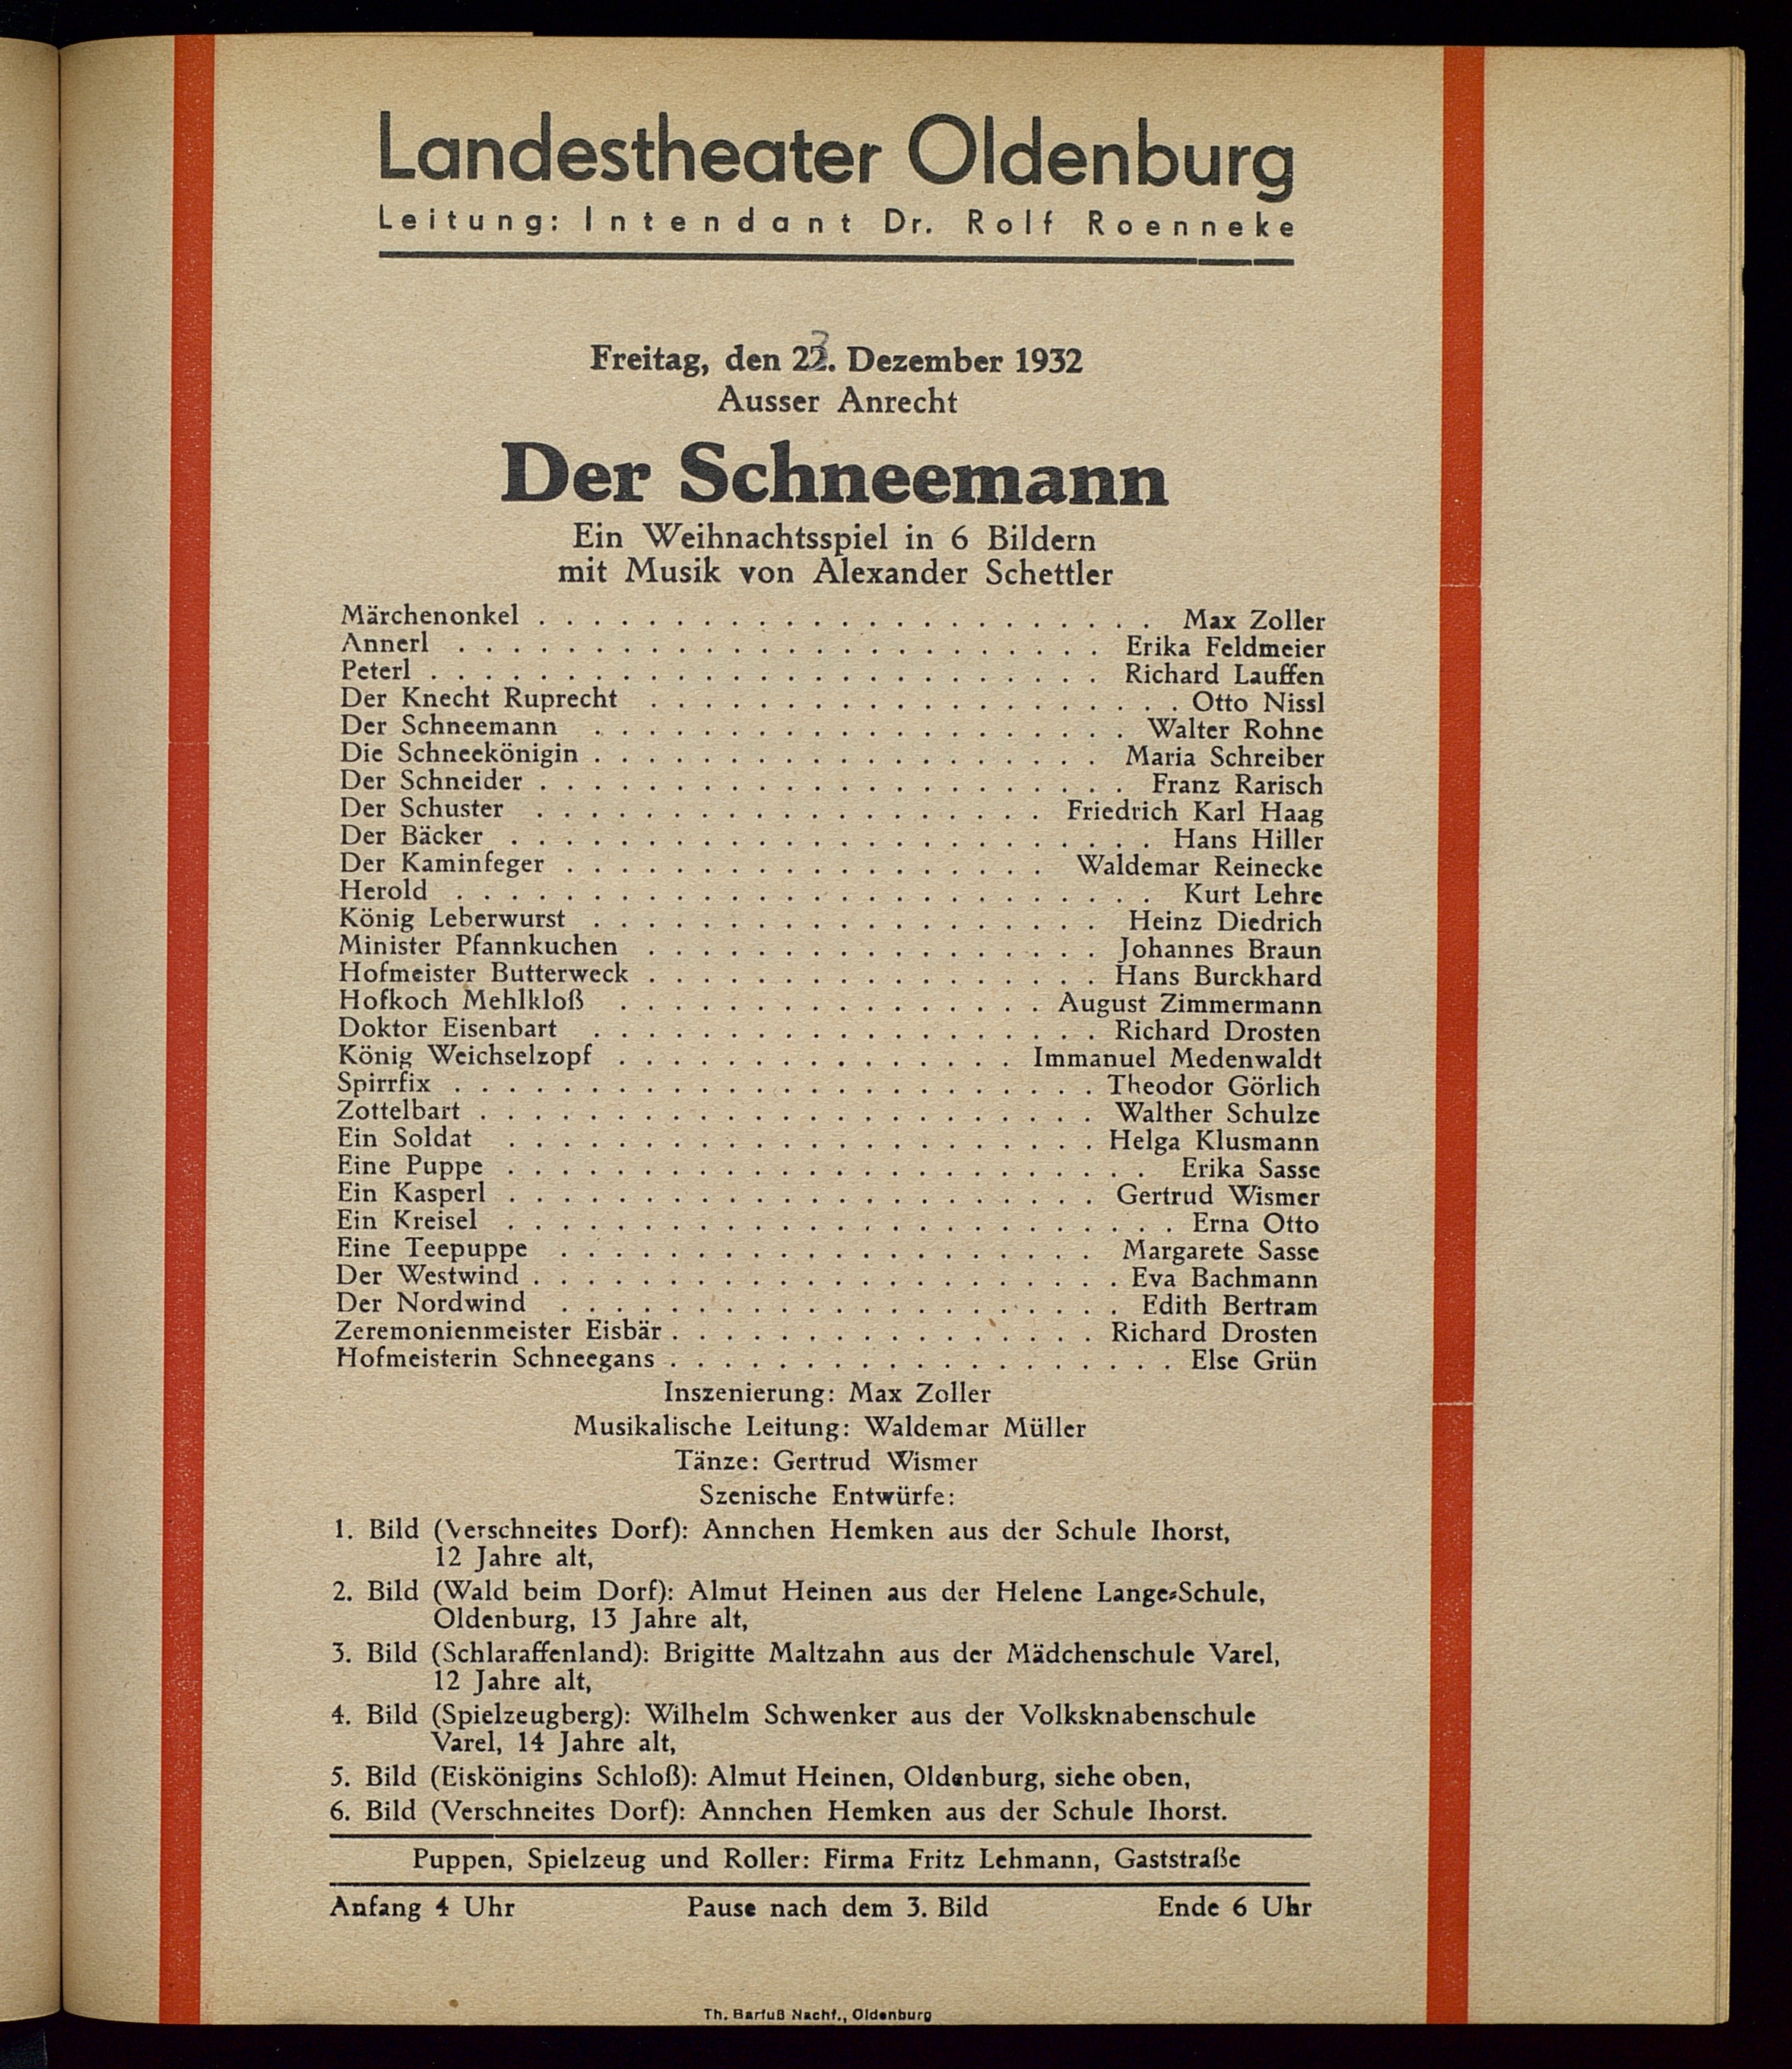 Landestheater Oldenburg
Leitung: Intendant Dr. Rolf Roenneke
Freitag, den 23. Dezember 1932
Ausser Anrecht
Der Schneemann
Ein Weihnachtsspiel in 6 Bildern
mit Musik von Alexander Schettler
Märchenonkel . . . . . . . . . . . . . . . . . . . . . . . Max Zoller
Annerl . . . . . . . . . . . . . . . . . . . . . . . . Erika Feldmeier
Peterl . . . . . . . . . . . . . . . . . . . . . . . . . Richard Lauffen
Der Knecht Ruprecht . . . . . . . . . . . . . . . . . . . . Otto Nissl
Der Schneemann . . . . . . . . . . . . . . . . . . . . Walter Rohne
Die Schneekönigin . . . . . . . . . . . . . . . . . . . Maria Schreiber
Der Schneider . . . . . . . . . . . . . . . . . . . . . . Franz Rarisch
Der Schuster . . . . . . . . . . . . . . . . . . . Friedrich Karl Haag
Der Bäcker . . . . . . . . . . . . . . . . . . . . . . . . Hans Hiller
Der Kaminfeger . . . . . . . . . . . . . . . . . . Waldemar Reinecke
Herold . . . . . . . . . . . . . . . . . . . . . . . . . . Kurt Lehre
König Leberwurst . . . . . . . . . . . . . . . . . . . Heinz Diedrich
Minister Pfannkuchen . . . . . . . . . . . . . . . . . Johannes Braun
Hofmeister Butterweck . . . . . . . . . . . . . . . . . Hans Burckhard
Hofkoch Mehlkloß . . . . . . . . . . . . . . . . August Zimmermann
Doktor Eisenbart . . . . . . . . . . . . . . . . . . . Richard Drosten
König Weichselzopf . . . . . . . . . . . . . . . Immanuel Medenwaldt
Spirrfix . . . . . . . . . . . . . . . . . . . . . . . . . Theodor Görlich
Zottelbart . . . . . . . . . . . . . . . . . . . . . . . Walther Schulze
Ein Soldat . . . . . . . . . . . . . . . . . . . . . . Helga Klusmann
Eine Puppe . . . . . . . . . . . . . . . . . . . . . . . . Erika Sasse
Ein Kasperl . . . . . . . . . . . . . . . . . . . . . . Gertrud Wismer
Ein Kreisel . . . . . . . . . . . . . . . . . . . . . . . . . Erna Otto
Eine Teepuppe . . . . . . . . . . . . . . . . . . . . Margarete Sasse
Der Westwind . . . . . . . . . . . . . . . . . . . . . . Eva Bachmann
Der Nordwind . . . . . . . . . . . . . . . . . . . . . Edith Bertram
Zeremonienmeister Eisbär . . . . . . . . . . . . . . . . Richard Drosten
Hofmeisterin Schneegans . . . . . . . . . . . . . . . . . . . Else Grün
Inszenierung: Max Zoller
Musikalische Leitung: Waldemar Müller
Tänze: Gertrud Wismer
Szenische Entwürfe:
1. Bild (Verschneites Dorf): Annchen Hemken aus der Schule Ihorst,
12 Jahre alt,
2. Bild (Wald beim Dorf): Almut Heinen aus der Helene Lange-Schule,
Oldenburg, 13 Jahre alt,
3. Bild (Schlaraffenland): Brigitte Maltzahn aus der Mädchenschule Varel,
12 Jahre alt,
4. Bild (Spielzeugberg): Wilhelm Schwenker aus der Volksknabenschule
Varel, 14 Jahre alt,
5. Bild (Eiskönigins Schloß): Almut Heinen, Oldenburg, siehe oben,
6. Bild (Verschneites Dorf): Annchen Hemken aus der Schule Ihorst.
Puppen, Spielzeug und Roller: Firma Fritz Lehmann, Gaststraße
Anfang 4 Uhr Pause nach dem 3. Bild Ende 6 Uhr
Th. Barfuß Nachf., Oldenburg